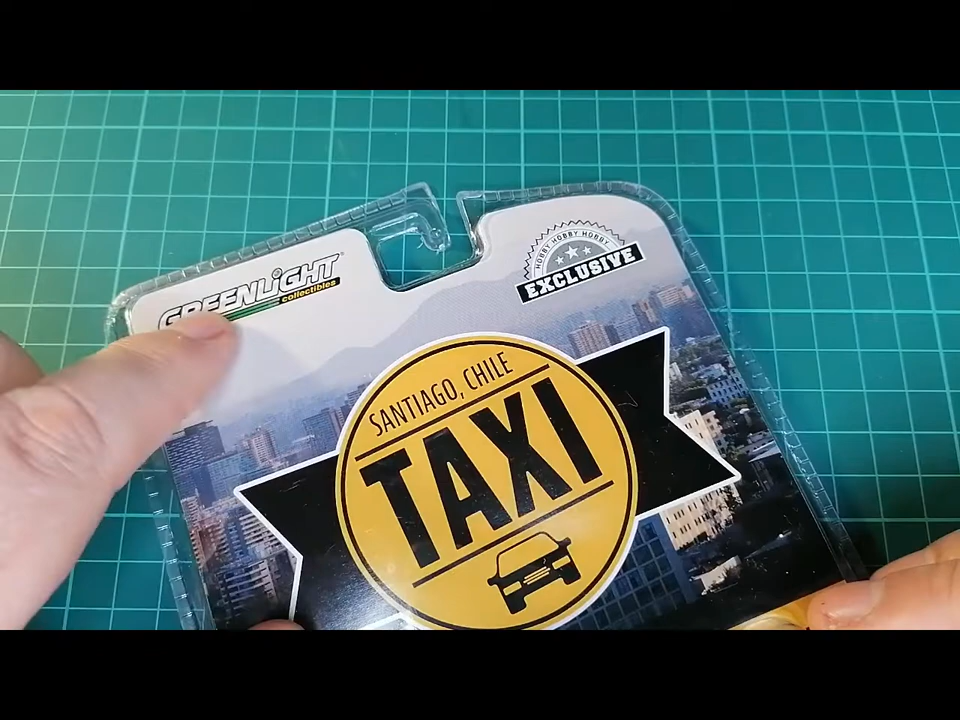 GREENLIGHT
collectibles
HOBBY HOBBY HOBBY
EXCLUSIVE
SANTIAGO, CHILE
TAXI